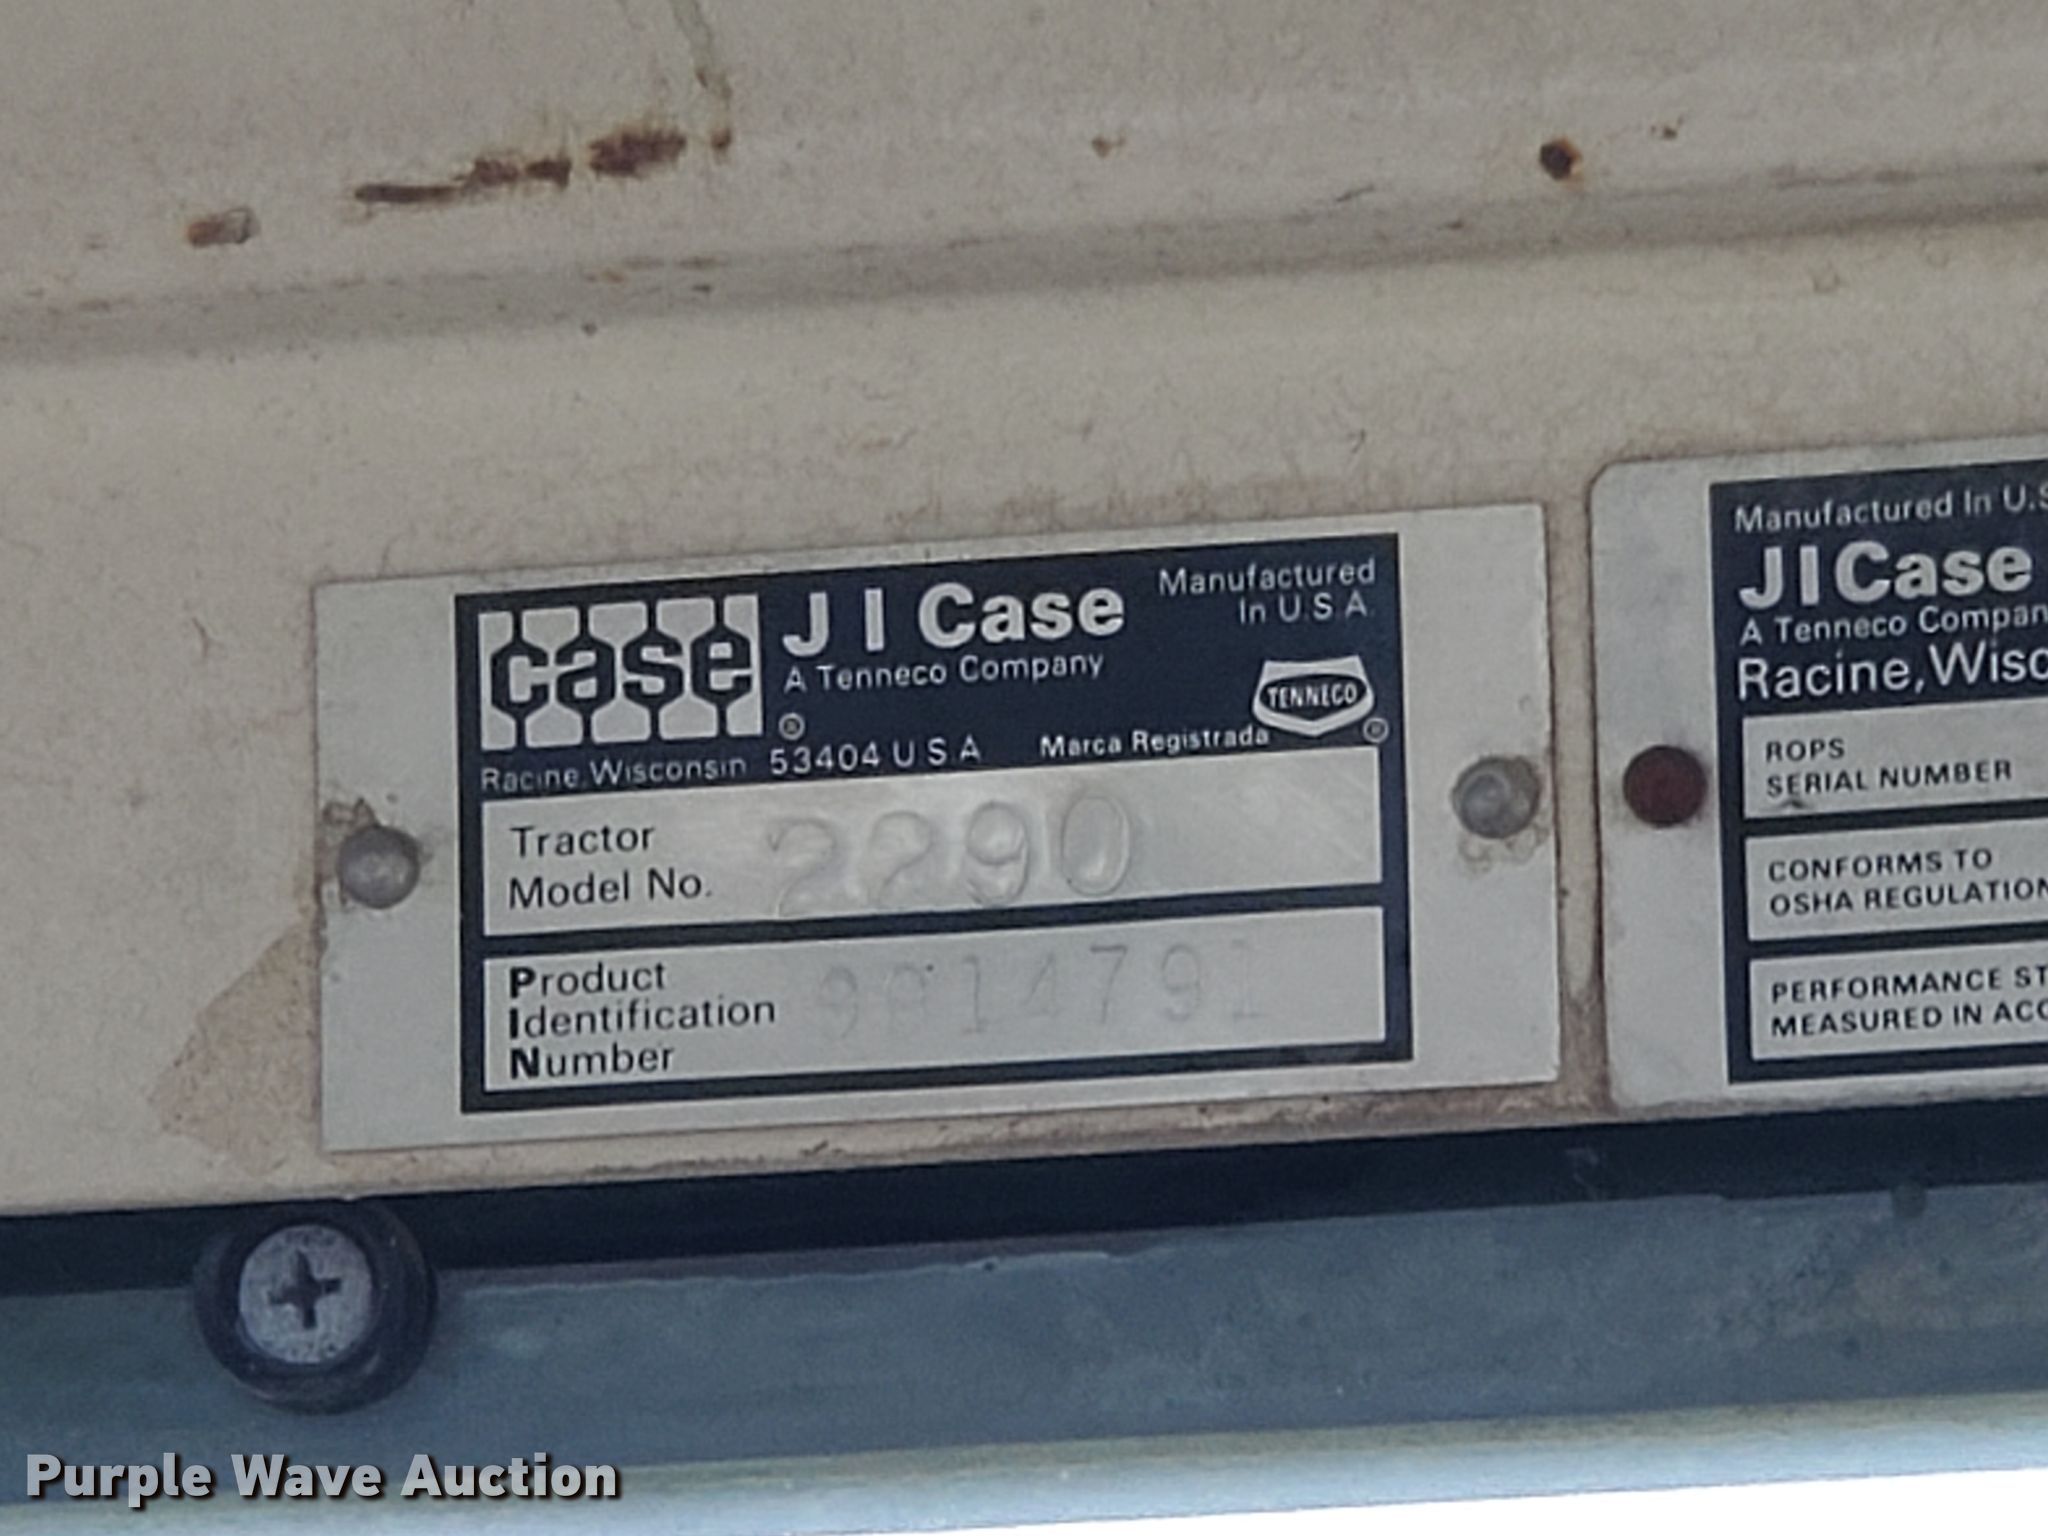 case
J I Case
Manufactured
In U.S.A.
A Tenneco Company
TENNECO
®
®
Racine, Wisconsin 53404 U S A
Marca Registrada
Tractor
Model No. 2290
Product
Identification
Number
Manufactured In U.S
J I Case
A Tenneco Compan
Racine, Wisc
ROPS
SERIAL NUMBER
CONFORMS TO
OSHA REGULATION
PERFORMANCE ST
MEASURED IN ACC
Purple Wave Auction